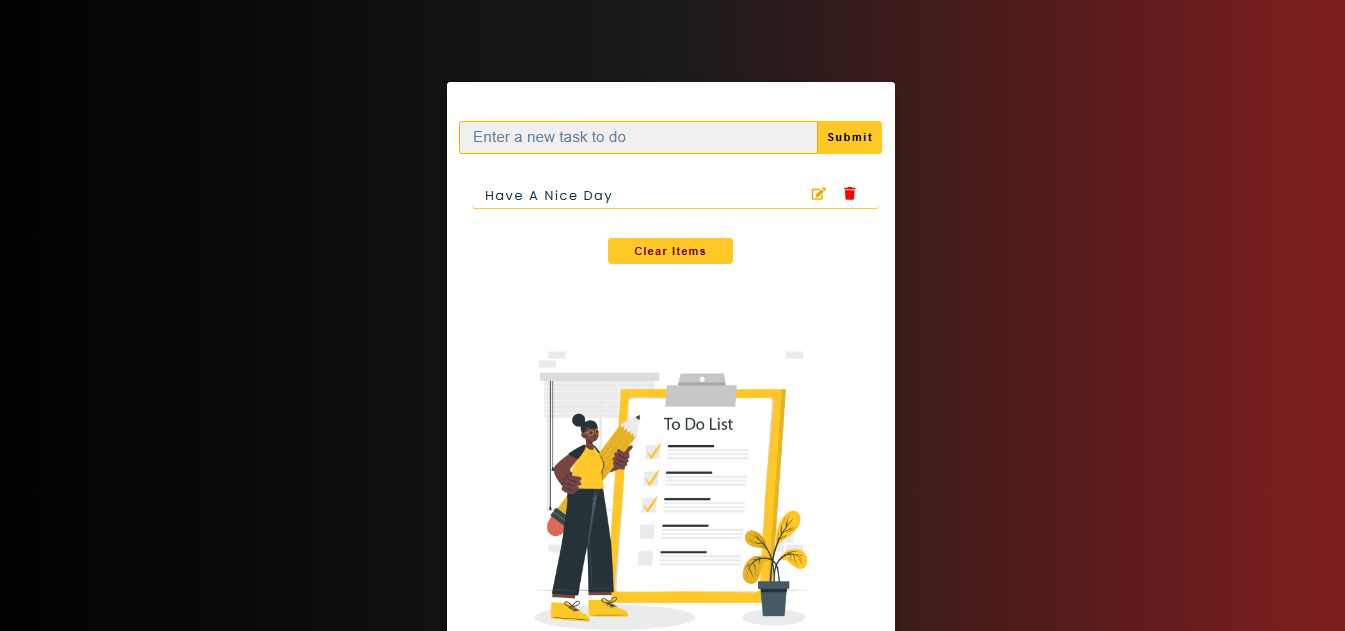 Enter a new task to do
Submit
Have A Nice Day
Clear Items
To Do List